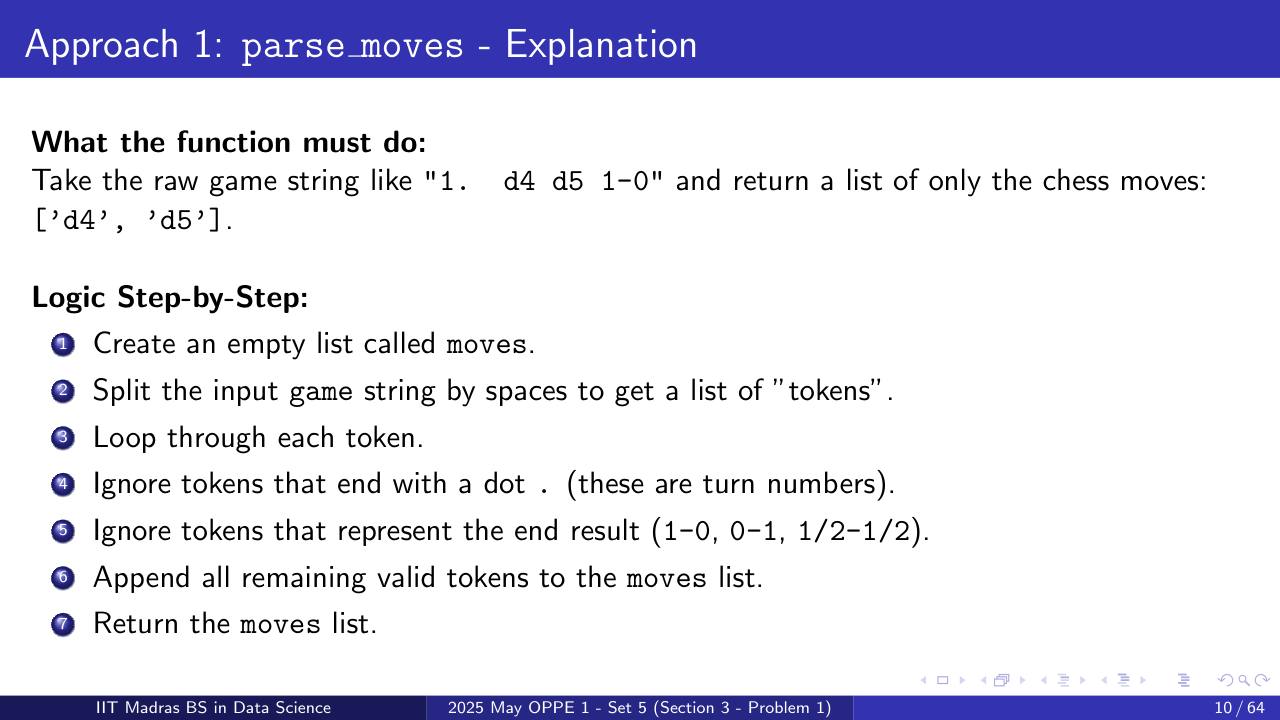 Approach 1: parse_moves - Explanation
What the function must do:
Take the raw game string like "1.  d4 d5 1-0" and return a list of only the chess moves:
['d4', 'd5'].
Logic Step-by-Step:
1 Create an empty list called moves.
2 Split the input game string by spaces to get a list of ”tokens”.
3 Loop through each token.
4 Ignore tokens that end with a dot . (these are turn numbers).
5 Ignore tokens that represent the end result (1-0, 0-1, 1/2-1/2).
6 Append all remaining valid tokens to the moves list.
7 Return the moves list.
IIT Madras BS in Data Science 2025 May OPPE 1 - Set 5 (Section 3 - Problem 1) 10 / 64